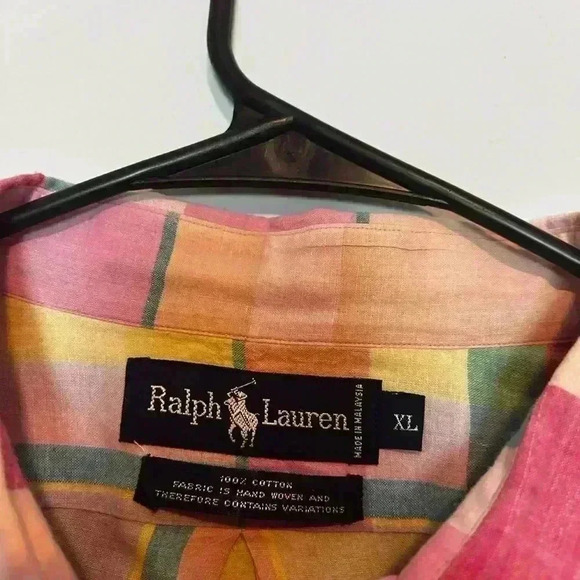 Ralph Lauren
MADE IN MALAYSIA
XL
100% COTTON
FABRIC IS HAND WOVEN AND
THEREFORE CONTAINS VARIATIONS